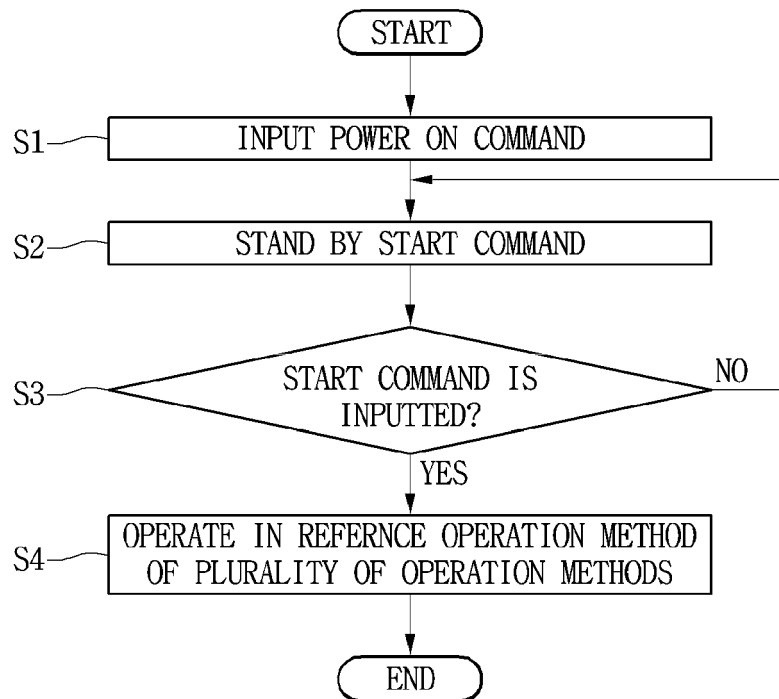 START
S1
INPUT POWER ON COMMAND
S2
STAND BY START COMMAND
S3
START COMMAND IS
INPUTTED?
NO
YES
S4
OPERATE IN REFERNCE OPERATION METHOD
OF PLURALITY OF OPERATION METHODS
END